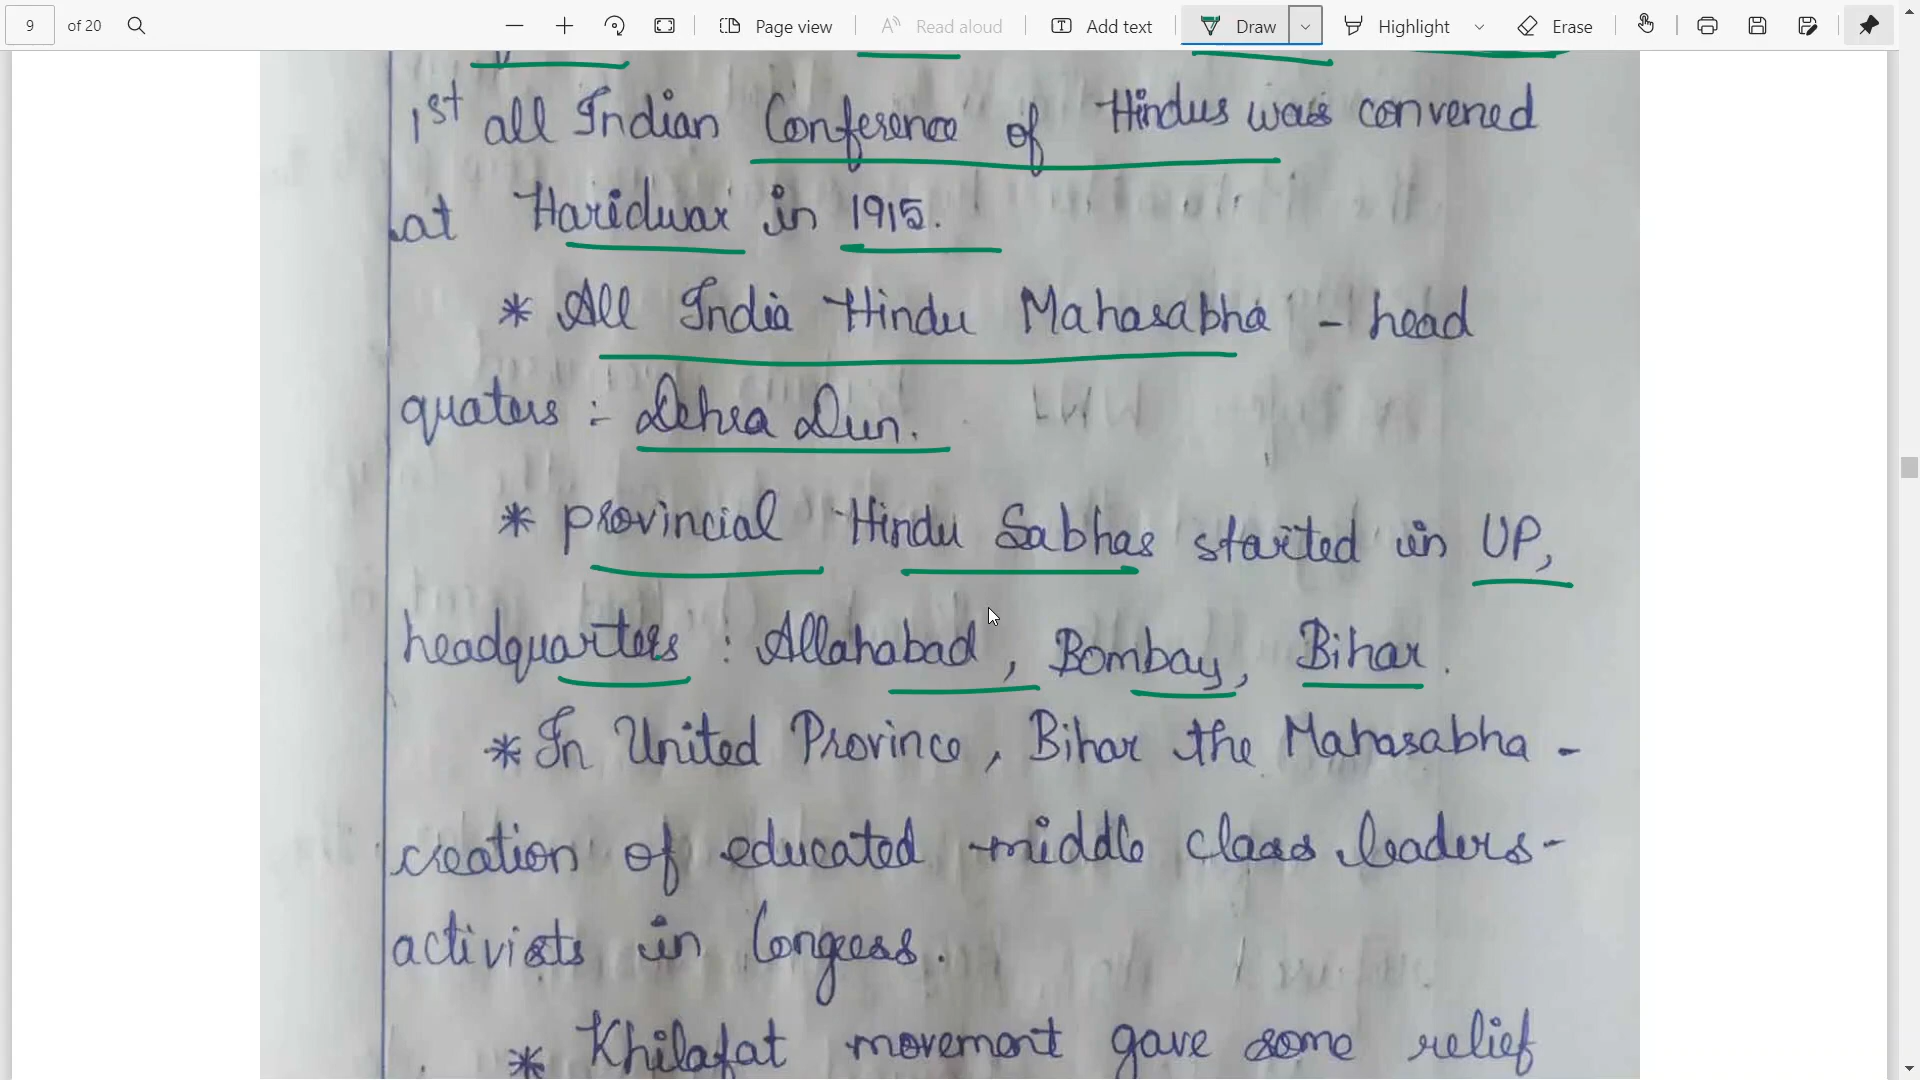 9 of 20 Page view Read aloud Add text Draw Highlight Erase
1st all Indian Conference of Hindus was convened
at Haridwar in 1915.
* All India Hindu Mahasabha - head
quaters :- Dehra Dun.
* provincial Hindu Sabhas started in UP,
headquarters : Allahabad, Bombay, Bihar.
* In United Province, Bihar the Mahasabha -
creation of educated middle class leaders -
activists in Congress.
* Khilafat movement gave some relief